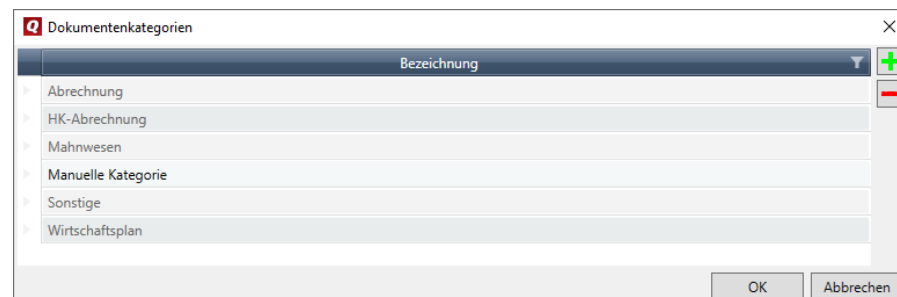 Dokumentenkategorien
Bezeichnung
Abrechnung
HK-Abrechnung
Mahnwesen
Manuelle Kategorie
Sonstige
Wirtschaftsplan
OK Abbrechen